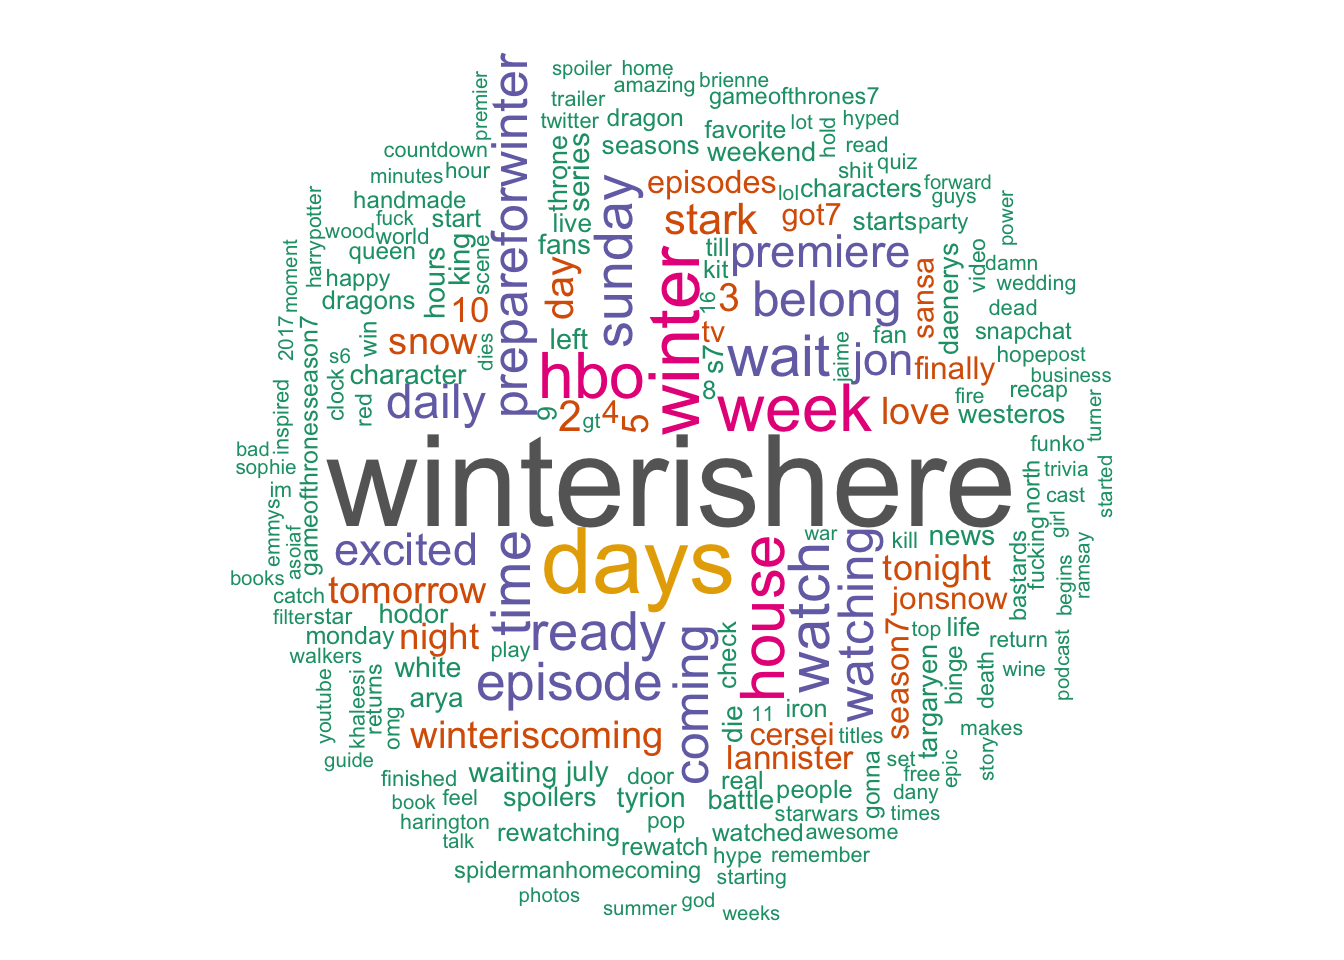 spoiler
home
premier
amazing
brienne
trailer
gameofthrones7
twitter
dragon
favorite
lot
hyped
hold
prepareforwinter
countdown
seasons
weekend
read
throne
series
minutes
hour
episodes
shit
quiz
handmade
lol
characters
forward
guys
fuck
start
live
sunday
stark
got7
starts
party
power
wood
world
queen
fans
till
premiere
harrypotter
king
scene
day
winter
kit
damn
video
moment
happy
hours
16
3
belong
sansa
daenerys
wedding
dragons
10
dead
2017
win
snow
dies
left
tv
s7
fan
snapchat
s6
character
hbo
wait
jaime
jon
finally
hope
post
business
clock
red
daily
9
2
gt
4
5
8
week
love
fire
recap
westeros
turner
inspired
gameofthronesseason7
bad
sophie
im
winterishere
funko
trivia
north
cast
started
emmys
asoiaf
excited
time
days
house
war
watch
watching
kill
news
bastards
fucking
girl
books
catch
tomorrow
tonight
jonsnow
begins
ramsay
filter
star
hodor
monday
night
ready
play
coming
check
season7
top
life
return
walkers
white
episode
targaryen
binge
death
wine
podcast
youtube
khaleesi
returns
omg
arya
die
11
iron
winteriscoming
cersei
titles
makes
guide
lannister
set
epic
story
finished
waiting
july
door
real
gonna
free
book
feel
spoilers
tyrion
battle
people
dany
harington
pop
starwars
times
talk
rewatching
rewatch
watched
awesome
hype
remember
spidermanhomecoming
starting
photos
summer
god
weeks